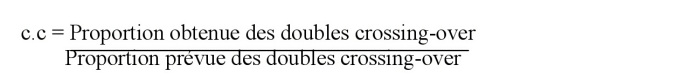 c.c = Proportion obtenue des doubles crossing-over
Proportion prévue des doubles crossing-over